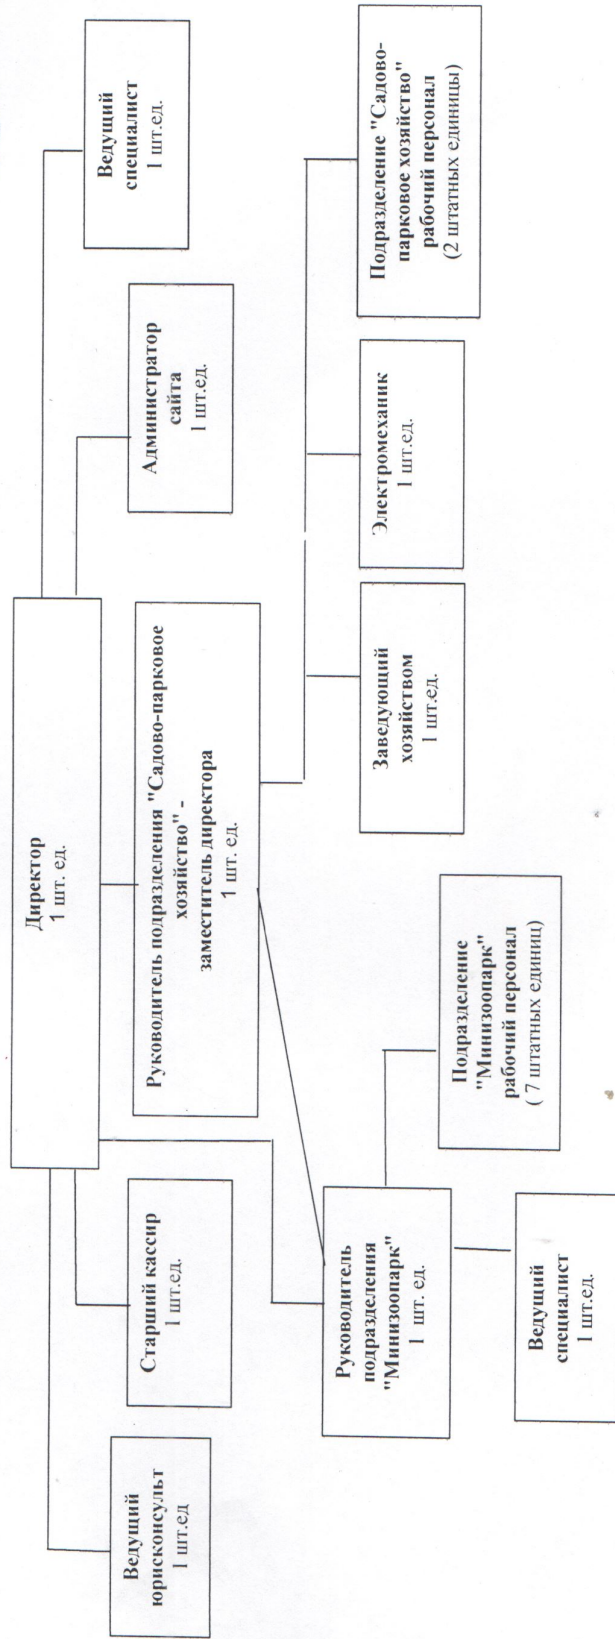 Директор
1 шт. ед.
Ведущий
юрисконсульт
1 шт.ед
Старший кассир
1 шт.ед.
Руководитель подразделения "Садово-парковое
хозяйство" -
заместитель директора
1 шт. ед.
Администратор
сайта
1 шт.ед.
Ведущий
специалист
1 шт.ед.
Руководитель
подразделения
"Минизоопарк"
1 шт. ед.
Заведующий
хозяйством
1 шт.ед.
Электромеханик
1 шт.ед.
Подразделение "Садово-
парковое хозяйство"
рабочий персонал
(2 штатных единицы)
Подразделение
"Минизоопарк"
рабочий персонал
( 7 штатных единиц)
Ведущий
специалист
1 шт.ед.